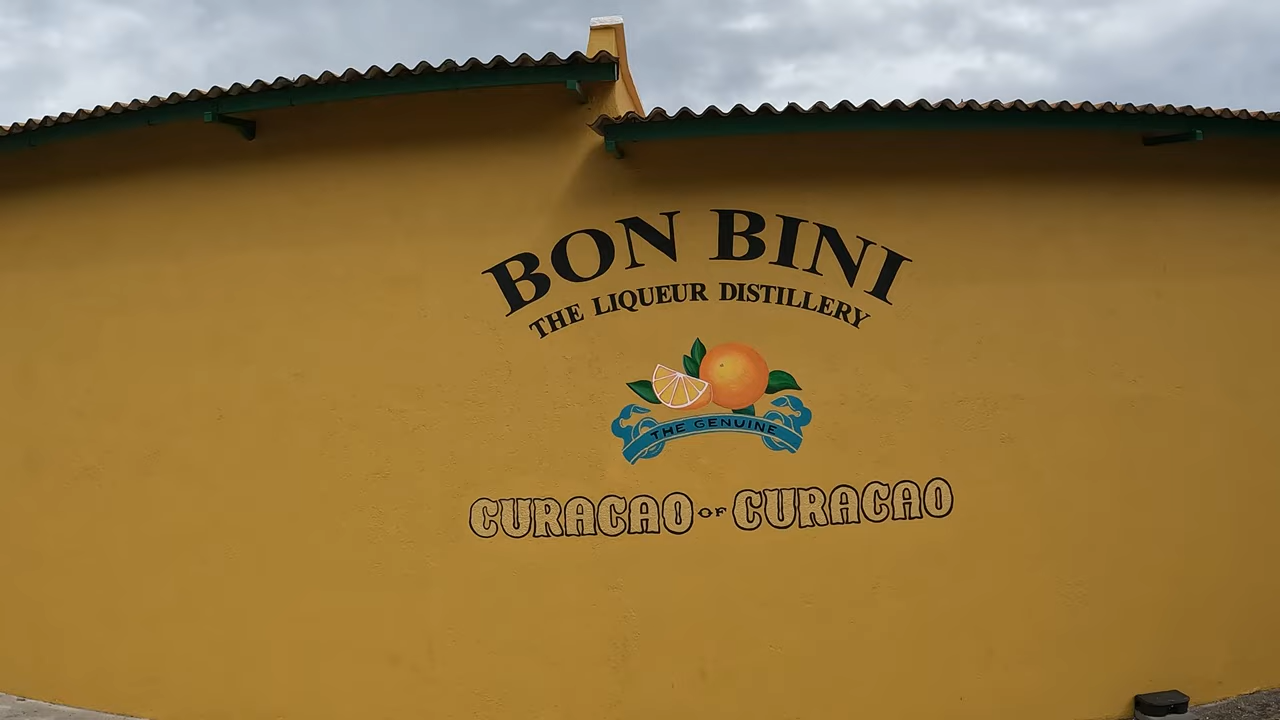 BON BINI
THE LIQUEUR DISTILLERY
THE GENUINE
CURACAO OF CURACAO